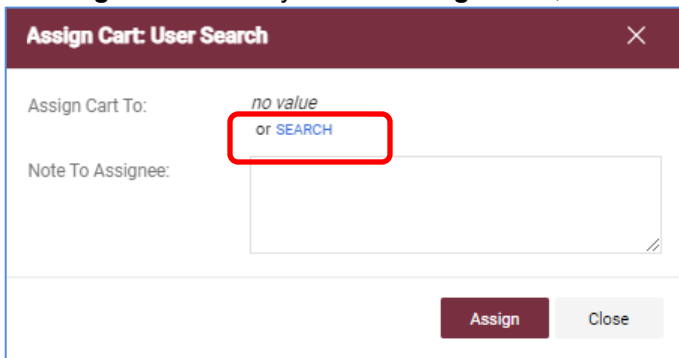 Assign Cart: User Search
Assign Cart To:
no value
or SEARCH
Note To Assignee:
Assign
Close